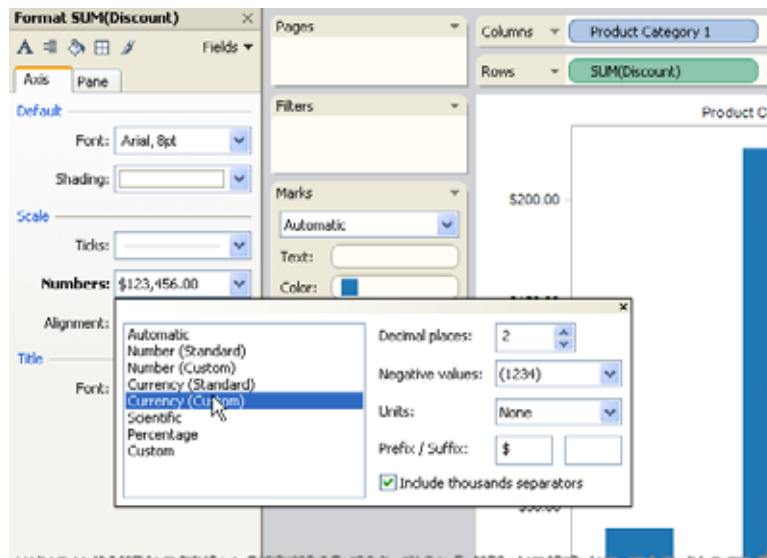 Format SUM(Discount)
Fields
Axis
Pane
Default
Font: Arial, 8pt
Shading:
Scale
Ticks:
Numbers: $123,456.00
Alignment:
Title
Font:
Pages
Filters
Marks
Automatic
Text:
Color:
Columns Product Category 1
Rows SUM(Discount)
Product C
$200.00
Automatic
Number (Standard)
Number (Custom)
Currency (Standard)
Currency (Custom)
Scientific
Percentage
Custom
Decimal places: 2
Negative values: (1234)
Units: None
Prefix / Suffix: $
Include thousands separators